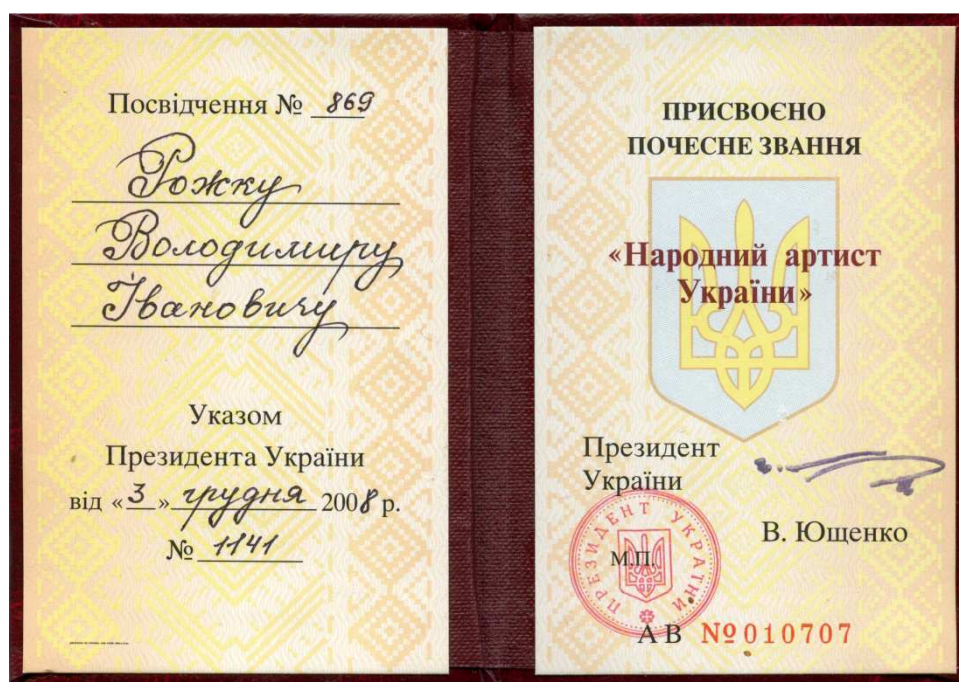 Посвідчення № 869
Рожку
Володимиру
Івановичу
Указом
Президента України
від «3» грудня 2008 р.
№ 1141
ПРИСВОЄНО
ПОЧЕСНЕ ЗВАННЯ
«Народний артист
України»
Президент
України
В. Ющенко
ПРЕЗИДЕНТ УКРАЇНИ
М.П.
А В №010707